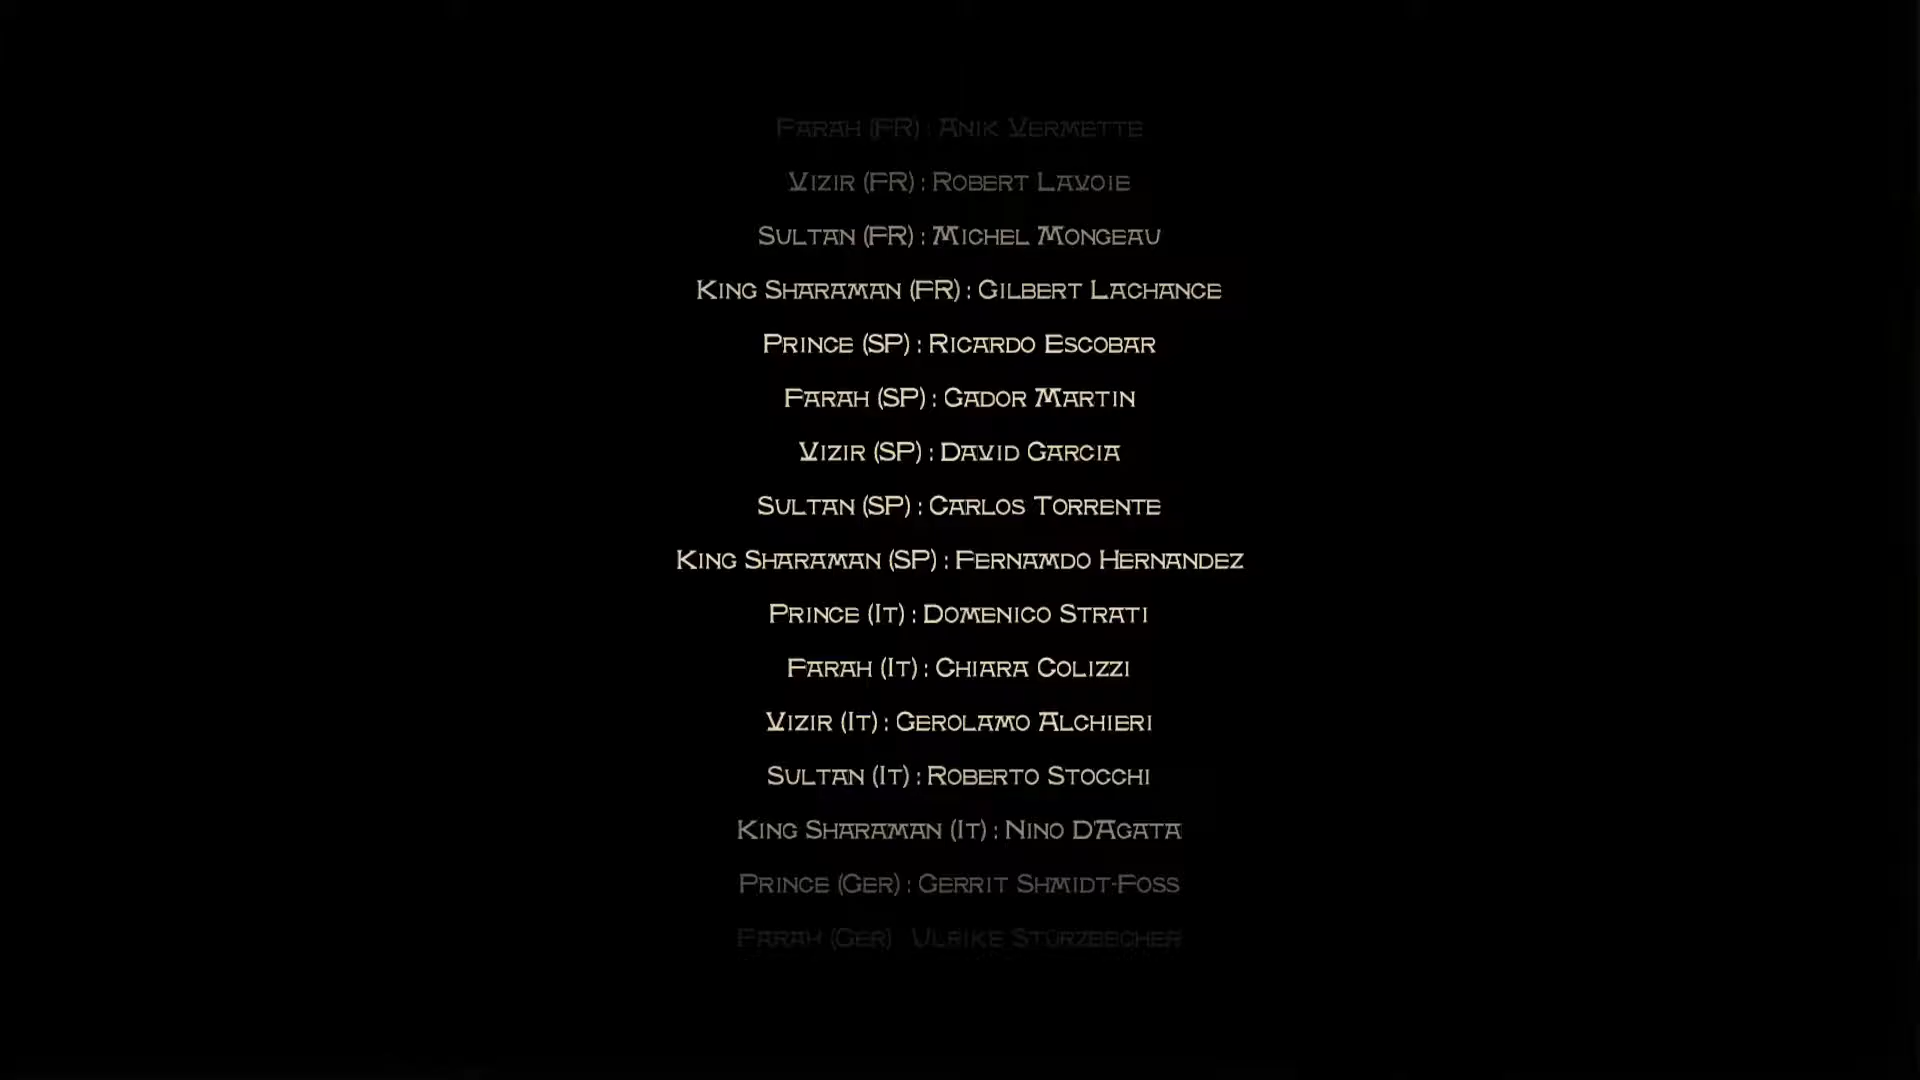 Farah (FR) : Anik Vermette
Vizir (FR) : Robert Lavoie
Sultan (FR) : Michel Mongeau
King Sharaman (FR) : Gilbert Lachance
Prince (SP) : Ricardo Escobar
Farah (SP) : Gador Martin
Vizir (SP) : David Garcia
Sultan (SP) : Carlos Torrente
King Sharaman (SP) : Fernamdo Hernandez
Prince (It) : Domenico Strati
Farah (It) : Chiara Colizzi
Vizir (It) : Gerolamo Alchieri
Sultan (It) : Roberto Stocchi
King Sharaman (It) : Nino D'Agata
Prince (Ger) : Gerrit Shmidt-Foss
Farah (Ger) : Ulrike Sturzbecher